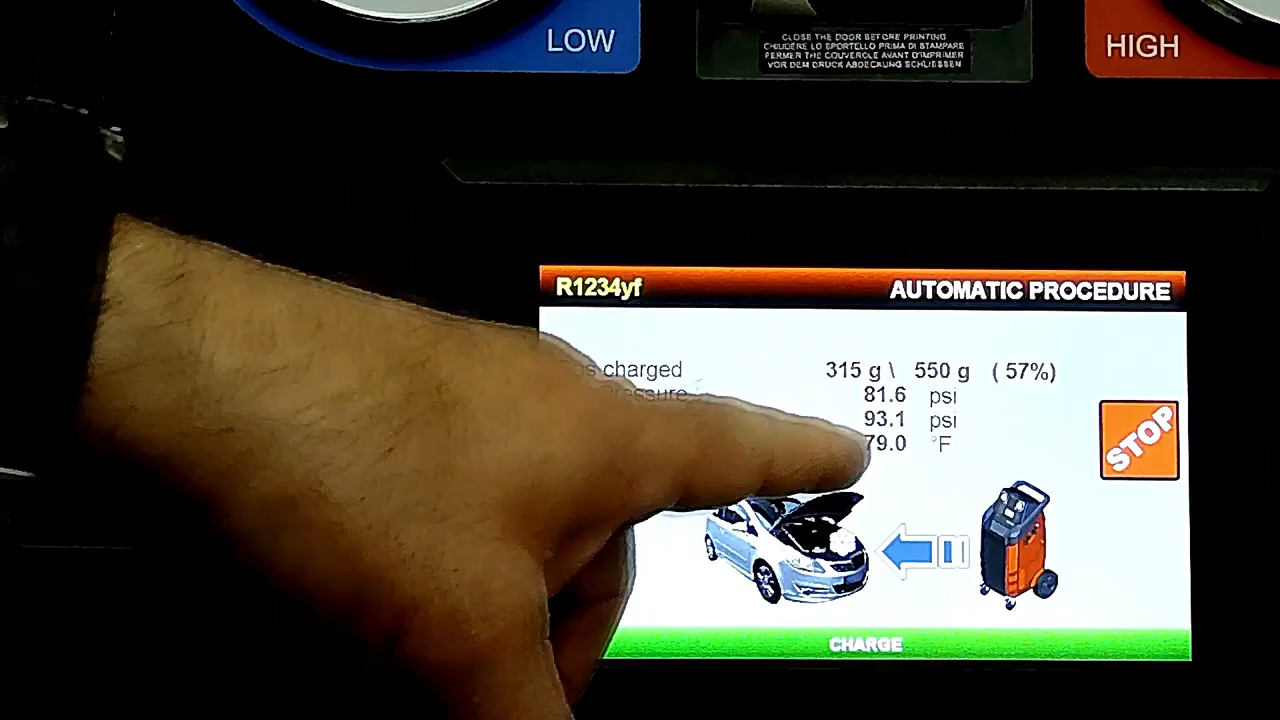 LOW
CLOSE THE DOOR BEFORE PRINTING
CHIUDERE LO SPORTELLO PRIMA DI STAMPARE
FERMER THE COUVERCLE AVANT D'IMPRIMER
VOR DEM DRUCK ABDECKUNG SCHLIESSEN
HIGH
R1234yf AUTOMATIC PROCEDURE
charged 315 g \ 550 g ( 57%)
81.6 psi
93.1 psi
79.0 °F
STOP
CHARGE